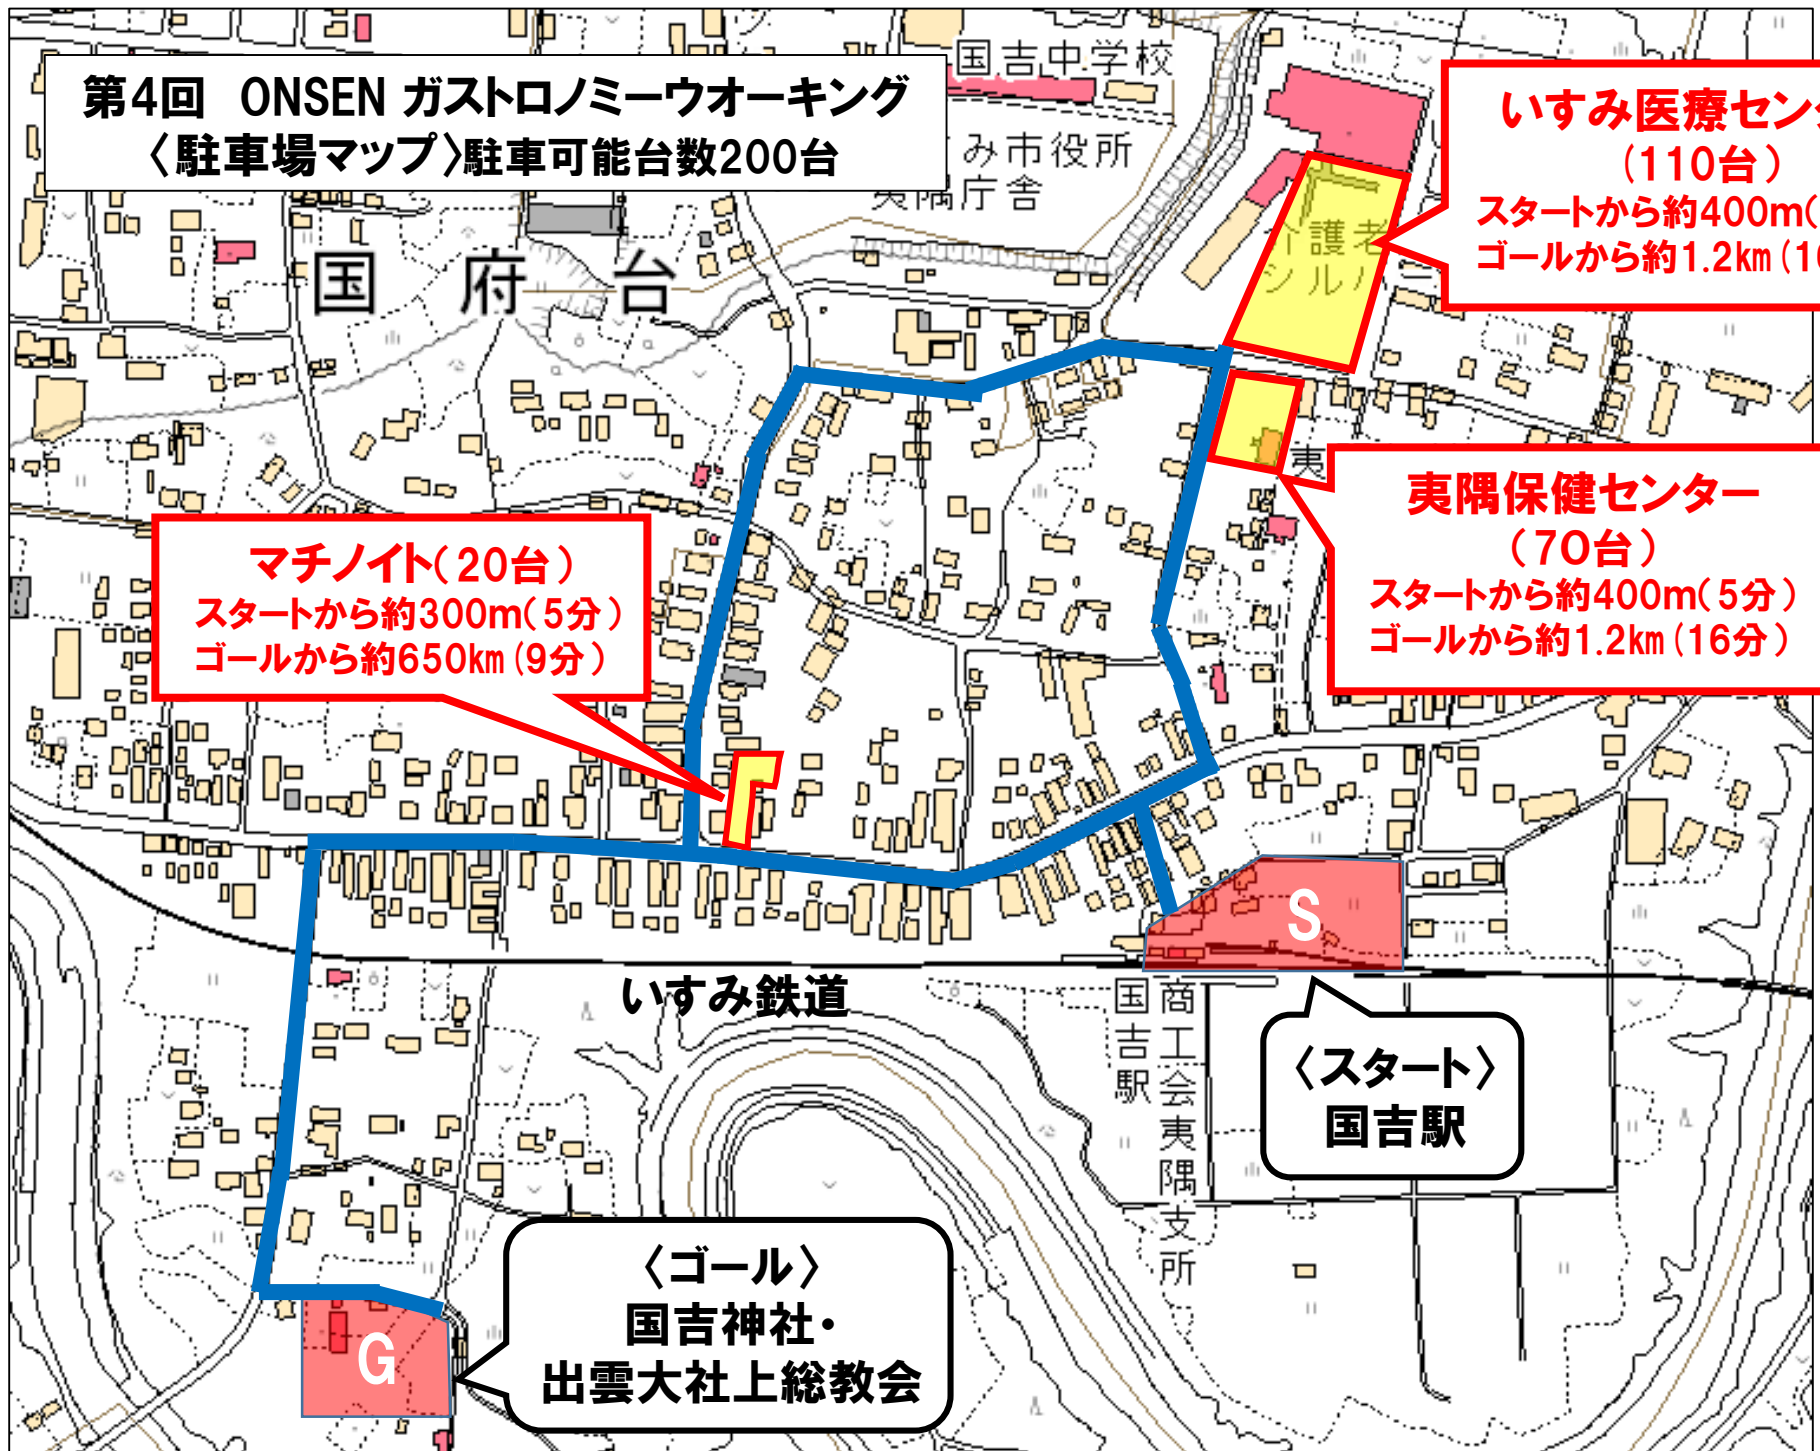 第4回 ONSEN ガストロノミーウオーキング
〈駐車場マップ〉駐車可能台数200台
国吉中学校
み市役所
夷隅庁舎
いすみ医療セン
(110台)
スタートから約400m(
ゴールから約1.2km(1
護老
シル
国府台
夷
夷隅保健センター
(70台)
スタートから約400m(5分)
ゴールから約1.2km(16分)
マチノイト(20台)
スタートから約300m(5分)
ゴールから約650km(9分)
S
いすみ鉄道
国吉駅
商工会夷隅支所
〈スタート〉
国吉駅
〈ゴール〉
国吉神社・
出雲大社上総教会
G